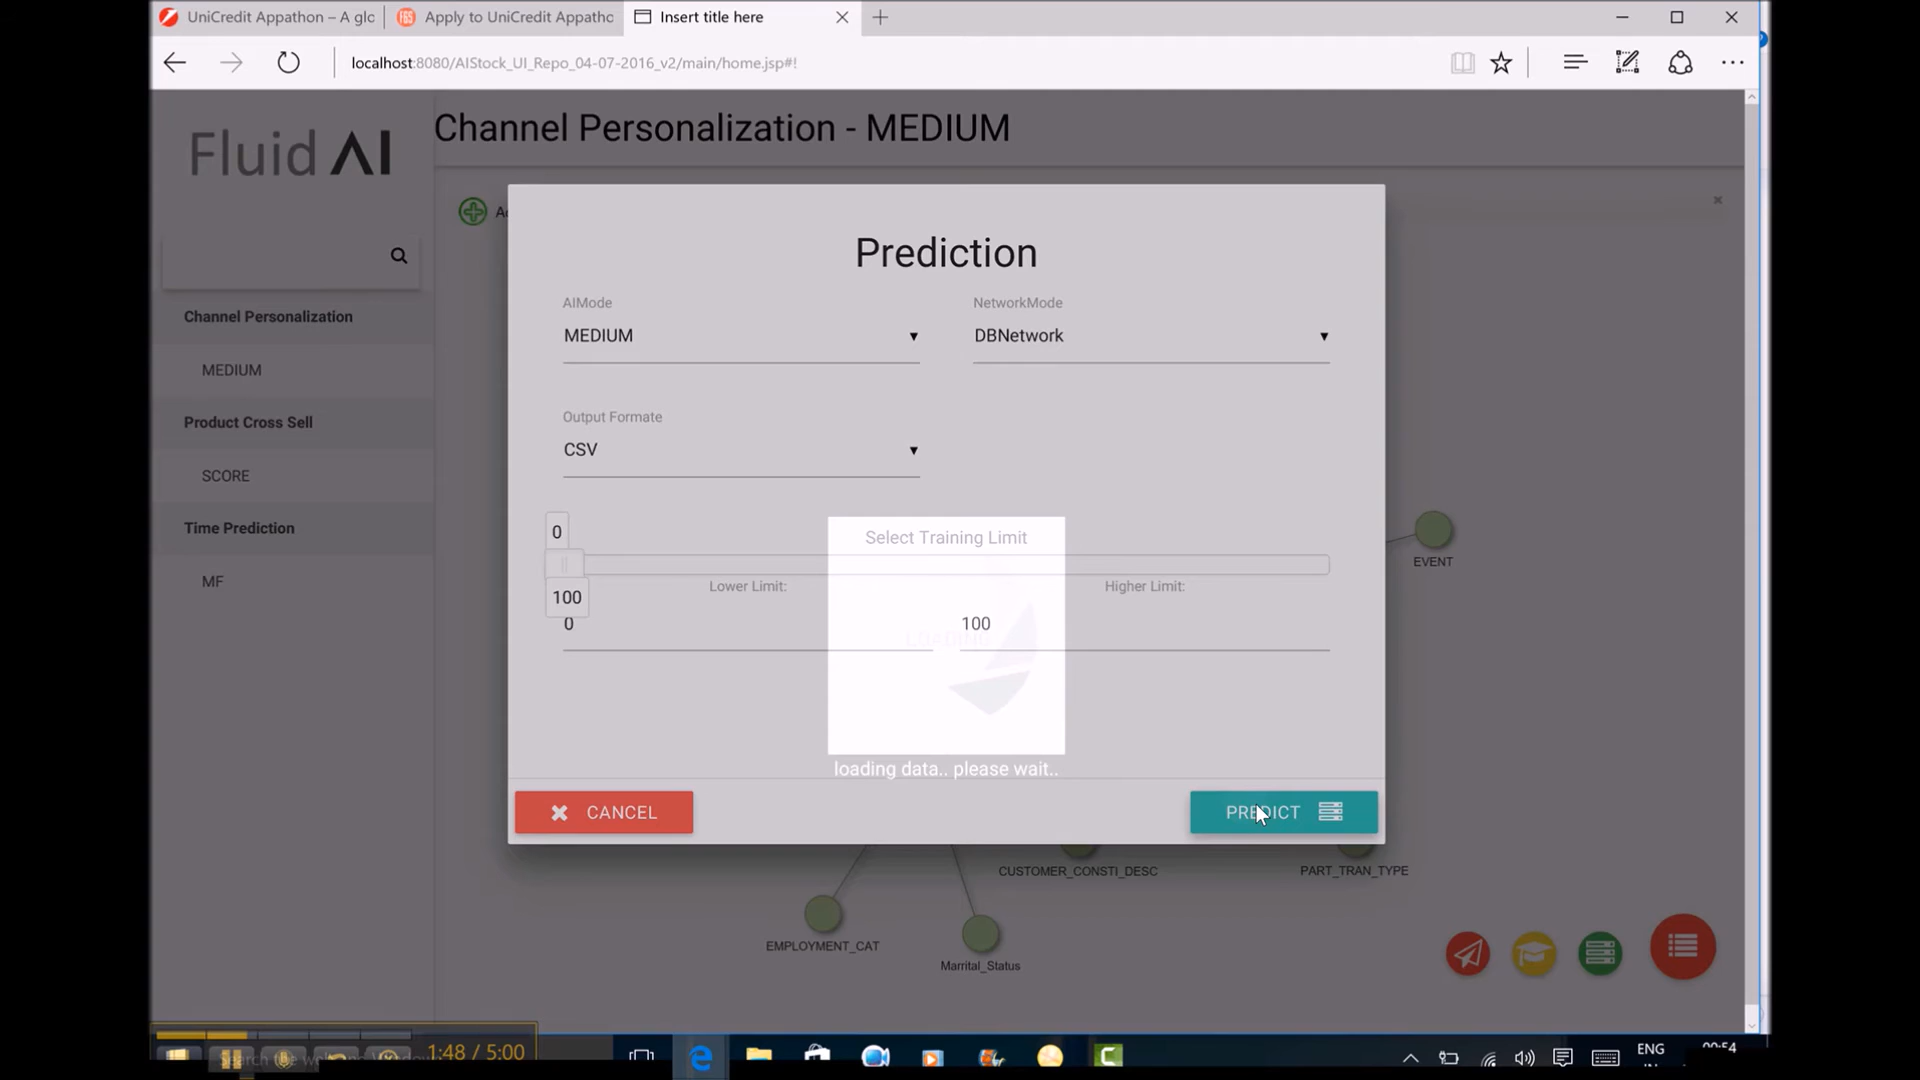 UniCredit Appathon – A glo
Apply to UniCredit Appatho
Insert title here
localhost:8080/AIStock_UI_Repo_04-07-2016_v2/main/home.jsp#!
Fluid AI
Channel Personalization - MEDIUM
Channel Personalization
MEDIUM
Product Cross Sell
SCORE
Time Prediction
MF
Prediction
AIMode
NetworkMode
MEDIUM
DBNetwork
Output Formate
CSV
0
Select Training Limit
Lower Limit:
Higher Limit:
100
0
100
LOADING
loading data.. please wait..
CANCEL
PREDICT
EVENT
CUSTOMER_CONSTI_DESC
PART_TRAN_TYPE
EMPLOYMENT_CAT
Marrital_Status
1:48 / 5:00
ENG